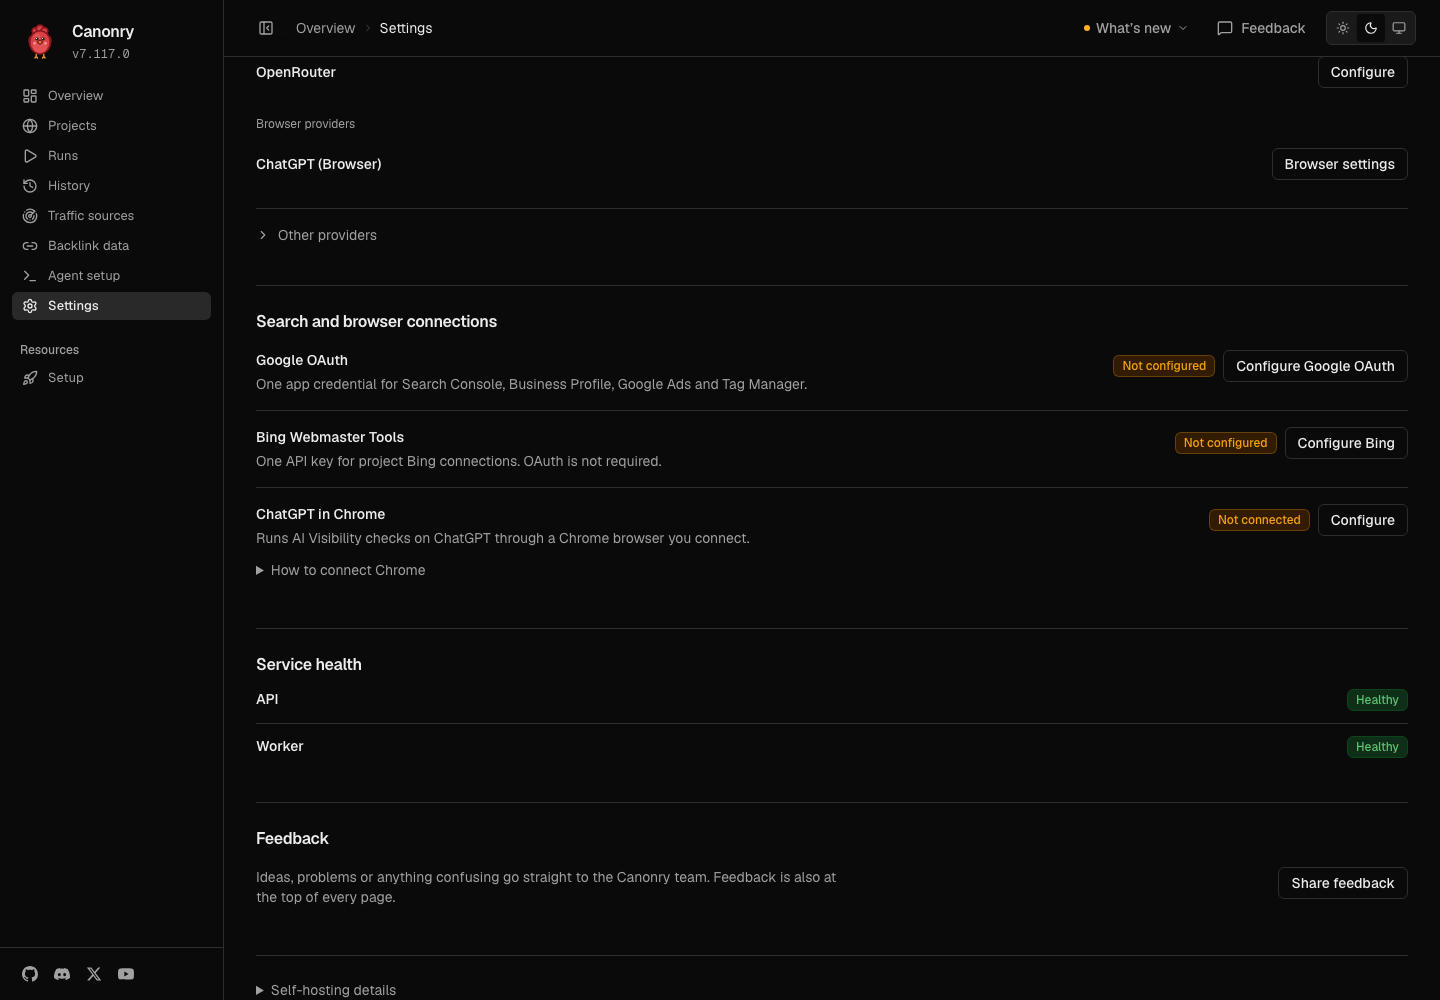 Canonry
v7.117.0
Overview
Projects
Runs
History
Traffic sources
Backlink data
Agent setup
Settings
Resources
Setup
Overview
Settings
What's new
Feedback
OpenRouter
Configure
Browser providers
ChatGPT (Browser)
Browser settings
Other providers
Search and browser connections
Google OAuth
Not configured
Configure Google OAuth
One app credential for Search Console, Business Profile, Google Ads and Tag Manager.
Bing Webmaster Tools
Not configured
Configure Bing
One API key for project Bing connections. OAuth is not required.
ChatGPT in Chrome
Not connected
Configure
Runs AI Visibility checks on ChatGPT through a Chrome browser you connect.
How to connect Chrome
Service health
API
Healthy
Worker
Healthy
Feedback
Ideas, problems or anything confusing go straight to the Canonry team. Feedback is also at
the top of every page.
Share feedback
Self-hosting details